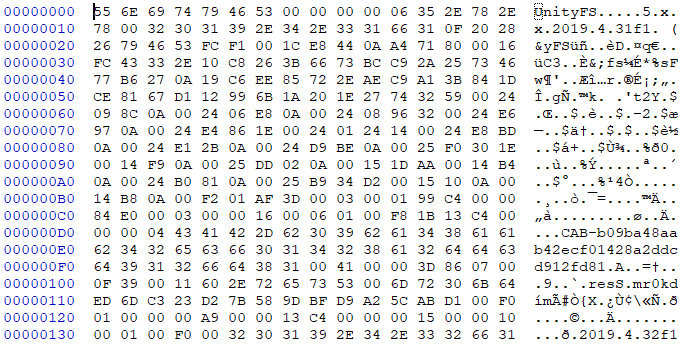 00000000 55 6E 69 74 79 46 53 00 00 00 00 06 35 2E 78 2E UnityFS.....5.x.
00000010 78 00 32 30 31 39 2E 34 2E 33 31 66 31 0F 20 28 x.2019.4.31f1. (
00000020 26 79 46 53 FC F1 00 1C E8 44 0A A4 71 80 00 16 &yFSüñ..èD.¤q€..
00000030 FC 43 33 2E 10 C8 26 3B 66 BC C9 2A 25 73 46 üC3..È&;f¼É*%sF
00000040 77 B6 27 0A 19 C6 EE 85 72 2E AE C9 A1 3B 84 1D w¶'..Æî…r.®É¡;„.
00000050 CE 81 67 D1 12 99 6B 1A 20 1E 27 74 32 59 00 24 Î.gÑ.™k. .'t2Y.$
00000060 09 8C 0A 00 24 06 E8 0A 00 24 08 96 32 00 24 E6 .Œ..$.è..$.–2.$æ
00000070 97 0A 00 24 E4 86 1E 00 24 01 24 14 00 24 E8 BD —..$ä†..$.$..$è½
00000080 0A 00 24 E1 2B 0A 00 24 D9 BE 0A 00 25 F0 30 1E ..$á+..$Ù¾..%ð0.
00000090 00 14 F9 0A 00 25 DD 02 0A 00 15 1D AA 00 14 B4 ..ù..%Ý.....ª..´
000000A0 0A 00 24 B0 81 0A 00 25 B9 34 D2 00 15 10 0A 00 ..$°...%¹4Ò.....
000000B0 14 B8 0A 00 F2 01 AF 3D 00 03 00 01 99 C4 00 00 .¸..ò.¯=....™Ä..
000000C0 84 E0 00 03 00 00 16 00 06 01 00 F8 1B 13 C4 00 „à.........ø..Ä.
000000D0 00 00 04 43 41 42 2D 62 30 39 62 61 34 38 61 61 ...CAB-b09ba48aa
000000E0 62 34 32 65 63 66 30 31 34 32 38 61 32 64 64 63 b42ecf01428a2ddc
000000F0 64 39 31 32 66 64 38 31 00 41 00 00 3D 86 07 00 d912fd81.A..=†..
00000100 0F 39 00 11 60 2E 72 65 73 53 00 6D 72 30 6B 64 .9..`.resS.mr0kd
00000110 ED 6D C3 23 D2 7B 58 9D BF D9 A2 5C AB D1 00 F0 ímÃ#Ò{X.¿Ù¢\«Ñ.ð
00000120 01 00 00 00 A9 00 00 13 C4 00 00 00 15 00 00 10 ....©...Ä.......
00000130 00 01 00 F0 00 32 30 31 39 2E 34 2E 33 32 66 31 ...ð.2019.4.32f1